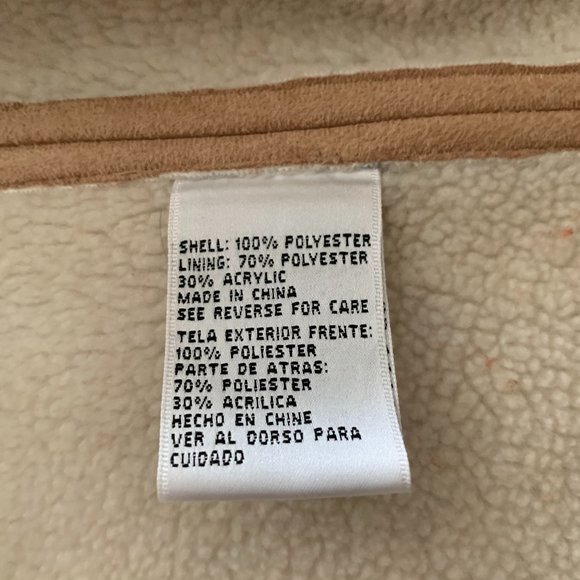 SHELL: 100% POLYESTER
LINING: 70% POLYESTER
30% ACRYLIC
MADE IN CHINA
SEE REVERSE FOR CARE
TELA EXTERIOR FRENTE:
100% POLIESTER
PARTE DE ATRAS:
70% POLIESTER
30% ACRILICA
HECHO EN CHINE
VER AL DORSO PARA
CUIDADO